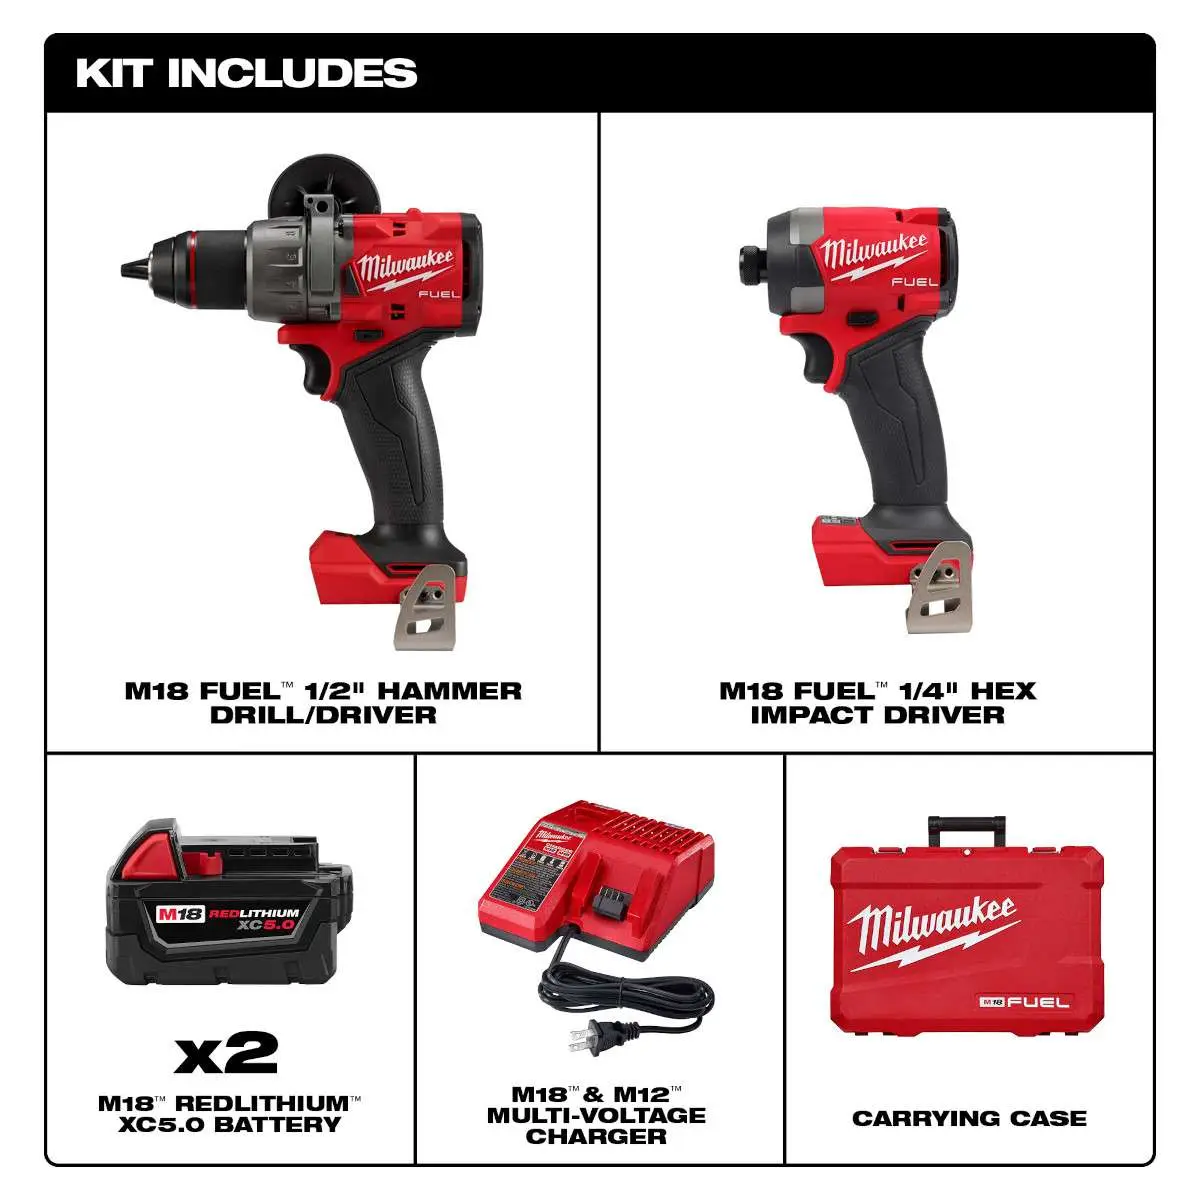 KIT INCLUDES
Milwaukee
FUEL
Milwaukee
FUEL
M18 FUEL™ 1/2" HAMMER
DRILL/DRIVER
M18 FUEL™ 1/4" HEX
IMPACT DRIVER
M18 REDLITHIUM
XC5.0
x2
M18™ REDLITHIUM™
XC5.0 BATTERY
Milwaukee
M18™ & M12™
MULTI-VOLTAGE
CHARGER
Milwaukee
M18 FUEL
CARRYING CASE